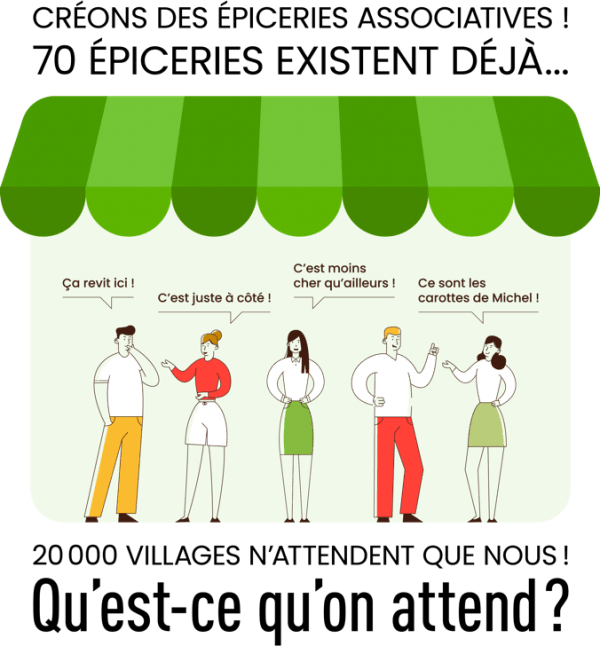 CRÉONS DES ÉPICERIES ASSOCIATIVES !
70 ÉPICERIES EXISTENT DÉJÀ...
Ça revit ici !
C'est juste à côté !
C'est moins
cher qu'ailleurs !
Ce sont les
carottes de Michel !
20 000 VILLAGES N'ATTENDENT QUE NOUS !
Qu'est-ce qu'on attend ?